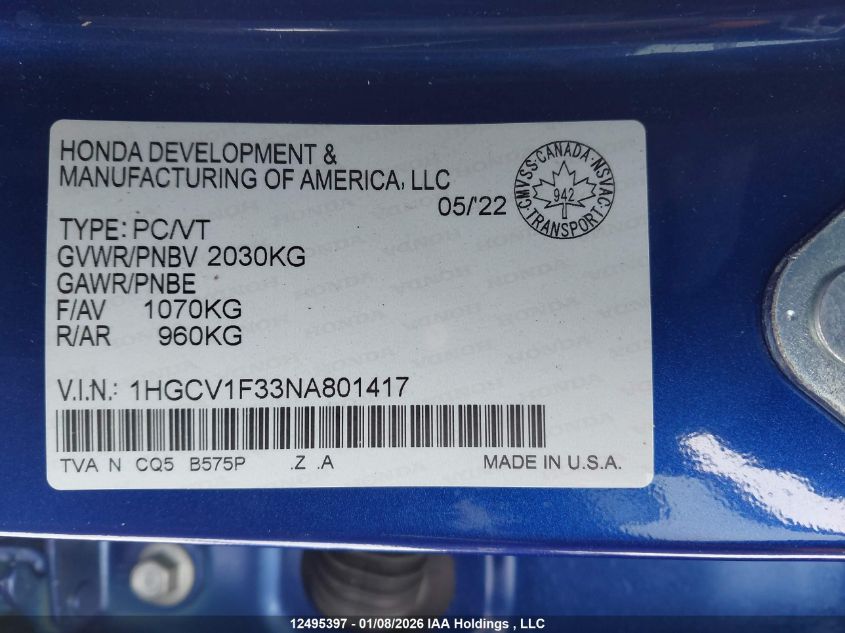 HONDA DEVELOPMENT &
MANUFACTURING OF AMERICA, LLC
05/'22
CMVSS · CANADA · NSVAC
942
TRANSPORT
TYPE: PC/VT
GVWR/PNBV 2030KG
GAWR/PNBE
F/AV 1070KG
R/AR 960KG
V.I.N.: 1HGCV1F33NA801417
TVA N CQ5 B575P .Z .A MADE IN U.S.A.
12495397 - 01/08/2026 IAA Holdings , LLC